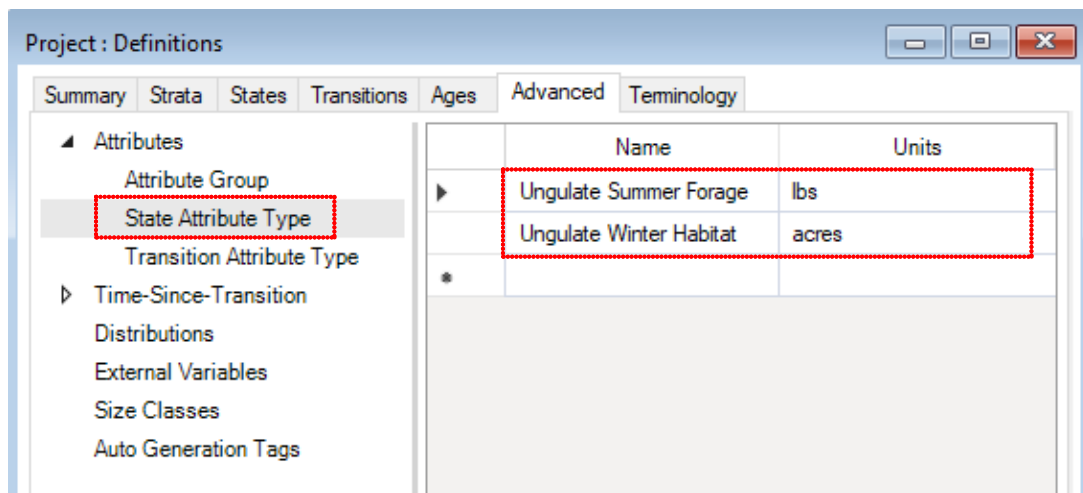 Project : Definitions
Summary Strata States Transitions Ages Advanced Terminology
Attributes
Attribute Group
State Attribute Type
Transition Attribute Type
Time-Since-Transition
Distributions
External Variables
Size Classes
Auto Generation Tags
Name Units
Ungulate Summer Forage lbs
Ungulate Winter Habitat acres